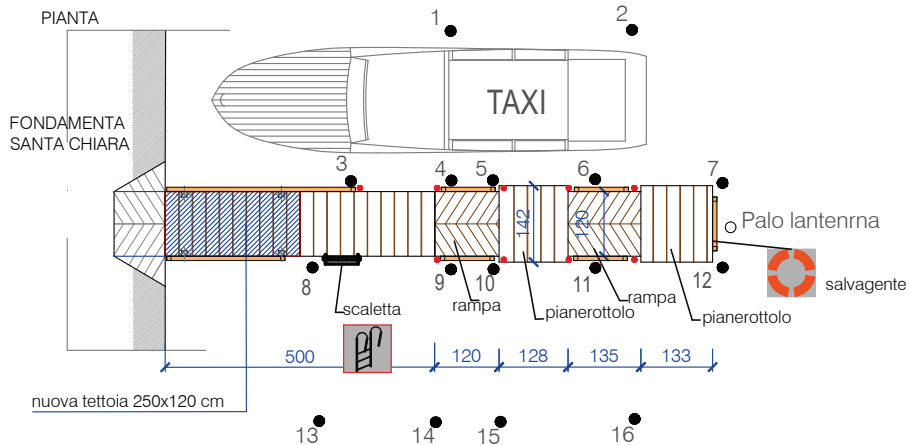 PIANTA
1
2
TAXI
FONDAMENTA
SANTA CHIARA
3
4
5
6
7
142
120
Palo lantenrna
8
9
10
11
12
scaletta
rampa
pianerottolo
rampa
pianerottolo
salvagente
500
120
128
135
133
nuova tettoia 250x120 cm
13
14
15
16